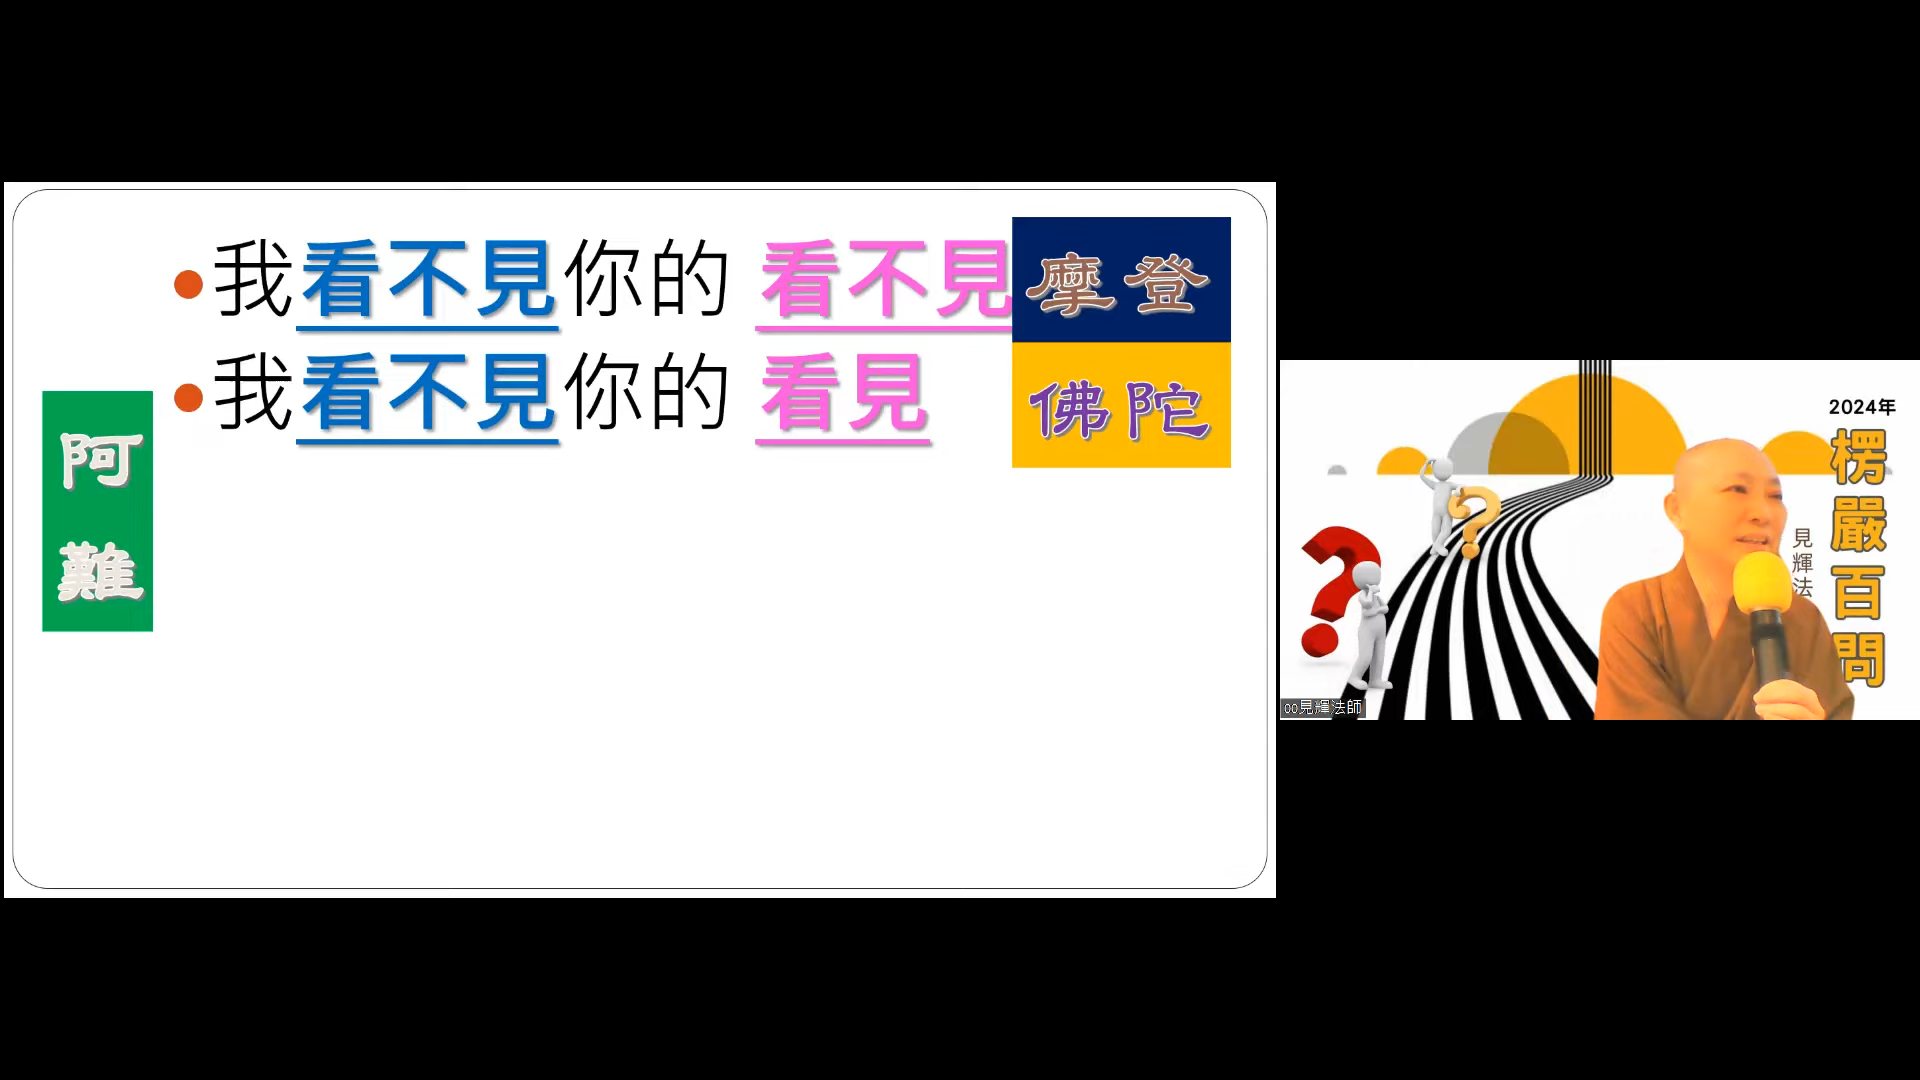 我看不見你的 看不見
我看不見你的 看見
摩登
佛陀
阿難
2024年
楞嚴百問
見輝法
oo見輝法師